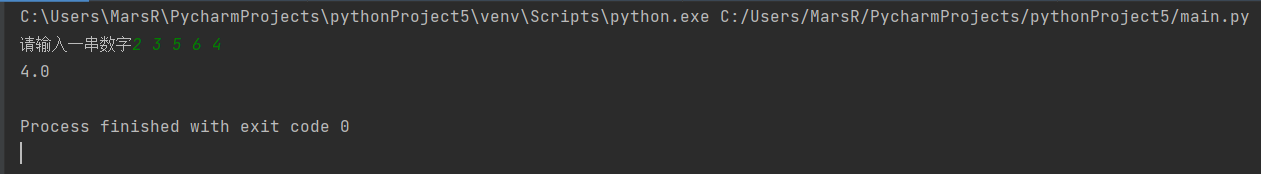 C:\Users\MarsR\PycharmProjects\pythonProject5\venv\Scripts\python.exe C:/Users/MarsR/PycharmProjects/pythonProject5/main.py
请输入一串数字2 3 5 6 4
4.0
Process finished with exit code 0